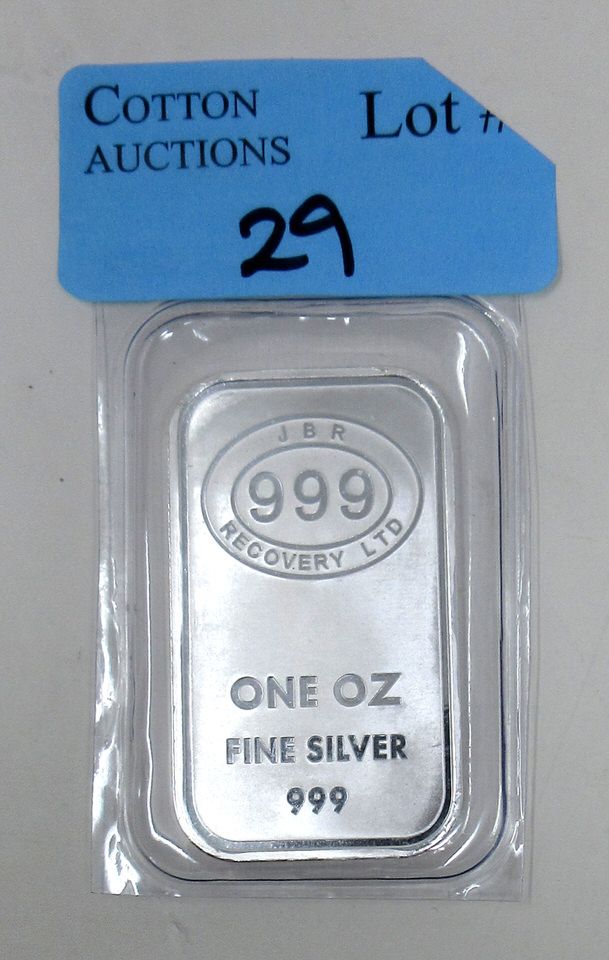 COTTON
AUCTIONS
Lot #
29
JBR
999
RECOVERY LTD
ONE OZ
FINE SILVER
999